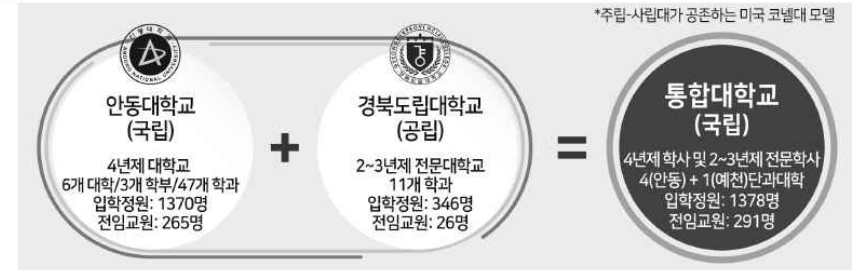 *주립-사립대가 공존하는 미국 코넬대 모델
안동대학교
(국립)
4년제 대학교
6개 대학/3개 학부/47개 학과
입학정원: 1370명
전임교원: 265명
+
경북도립대학교
(공립)
2~3년제 전문대학교
11개 학과
입학정원: 346명
전임교원: 26명
=
통합대학교
(국립)
4년제 학사 및 2~3년제 전문학사
4(안동) + 1(예천)단과대학
입학정원: 1378명
전임교원: 291명